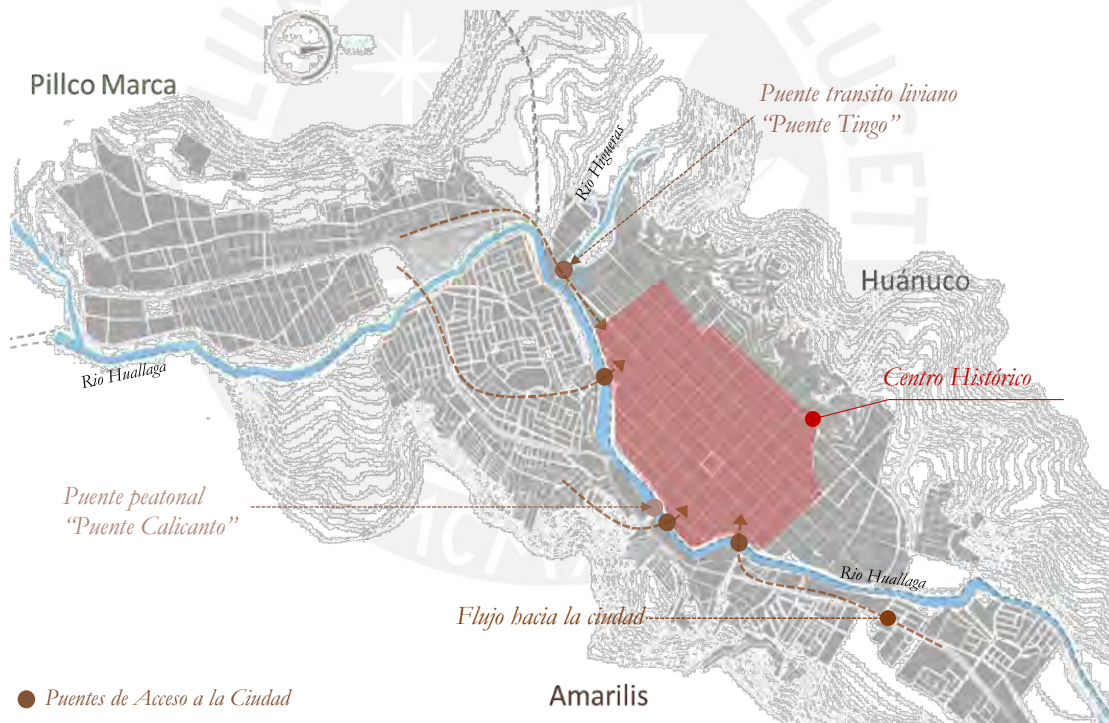 Pillco Marca
Puente transito liviano
“Puente Tingo”
Rio Higueras
Huánuco
Rio Huallaga
Centro Histórico
Puente peatonal
“Puente Calicanto”
Rio Huallaga
Flujo hacia la ciudad
Amarilis
Puentes de Acceso a la Ciudad